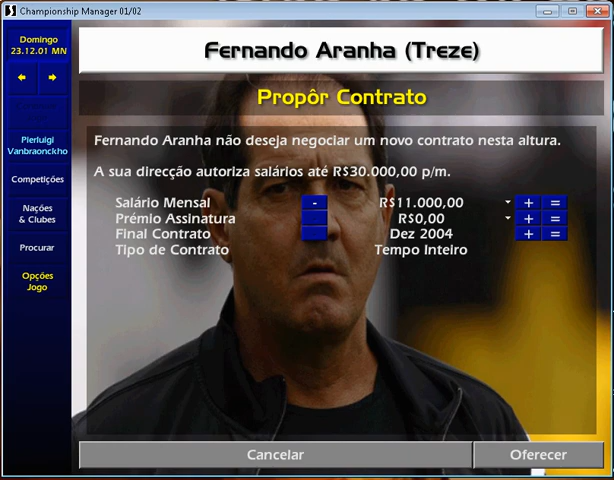 Championship Manager 01/02
Domingo
23.12.01 MN
Fernando Aranha (Treze)
Propôr Contrato
Pierluigi
Vanbraonckho
Fernando Aranha não deseja negociar um novo contrato nesta altura.
A sua direcção autoriza salários até R$30.000,00 p/m.
Competições
Salário Mensal - R$11.000,00 + =
Nações
& Clubes
Prémio Assinatura R$0,00 + =
Final Contrato Dez 2004 + =
Procurar
Tipo de Contrato Tempo Inteiro
Opções
Jogo
Cancelar
Oferecer